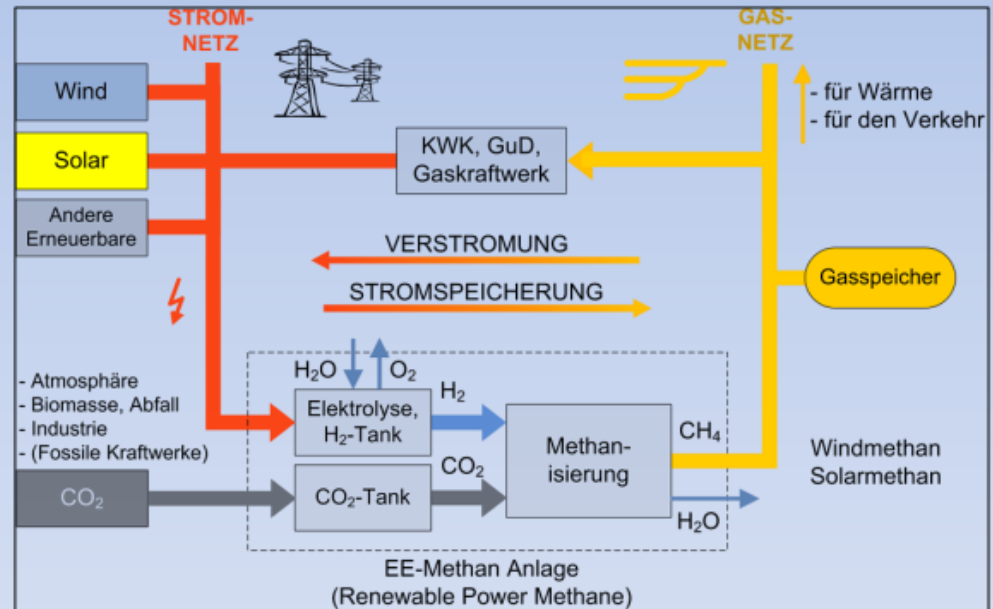 STROM-
NETZ
GAS-
NETZ
Wind
Solar
Andere
Erneuerbare
KWK, GuD,
Gaskraftwerk
- für Wärme
- für den Verkehr
VERSTROMUNG
STROMSPEICHERUNG
Gasspeicher
H₂O
O₂
- Atmosphäre
- Biomasse, Abfall
- Industrie
- (Fossile Kraftwerke)
Elektrolyse,
H₂-Tank
H₂
Methan-
isierung
CH₄
Windmethan
Solarmethan
CO₂
CO₂-Tank
CO₂
H₂O
EE-Methan Anlage
(Renewable Power Methane)